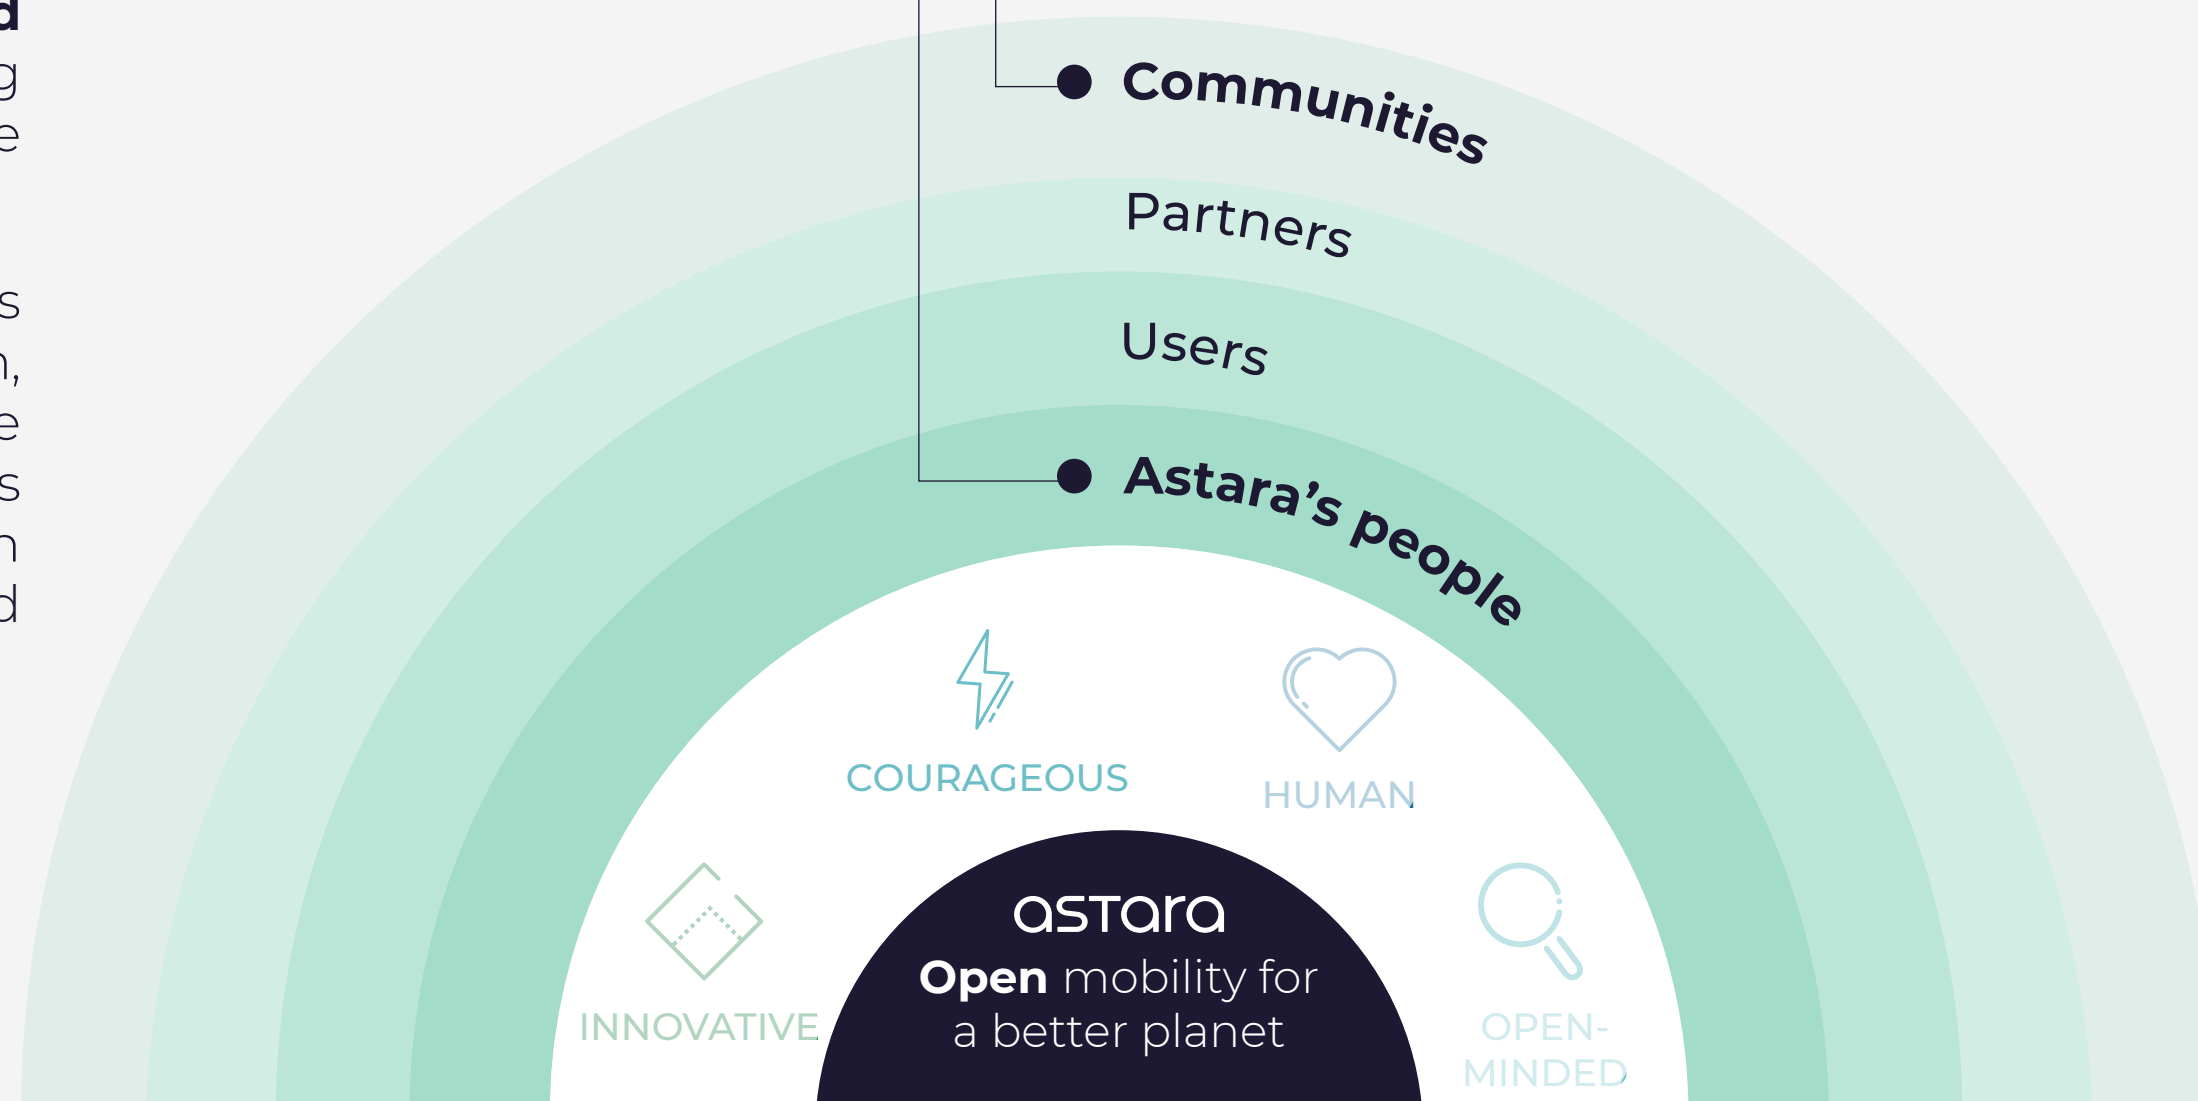 Communities
Partners
Users
Astara’s people
COURAGEOUS
HUMAN
INNOVATIVE
OPEN-
MINDED
astara
Open mobility for
a better planet